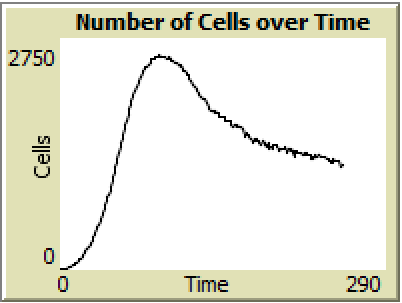 Number of Cells over Time
2750
Cells
0
0 Time 290